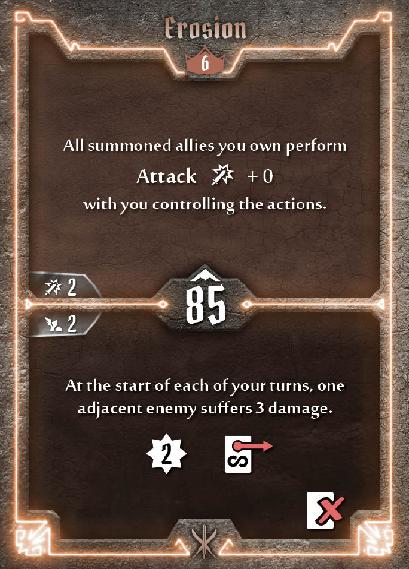 Erosion
6
All summoned allies you own perform
Attack +0
with you controlling the actions.
2
85
2
At the start of each of your turns, one
adjacent enemy suffers 3 damage.
2